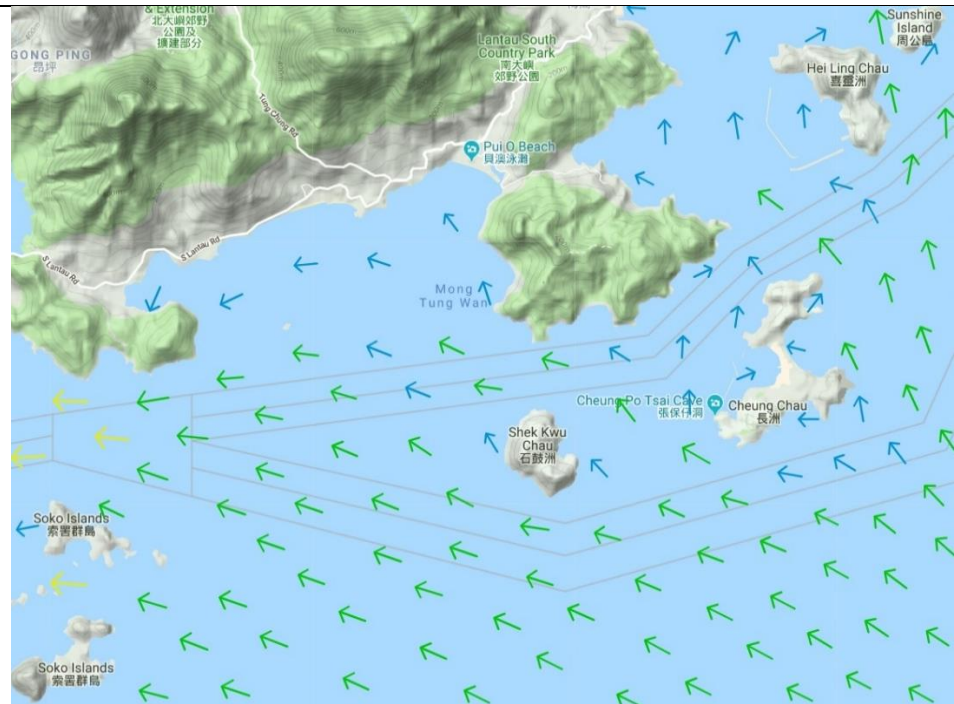 & Extension
北大嶼郊野
公園及
擴建部分
GONG PING
昂坪
Lantau South
Country Park
南大嶼
郊野公園
Sunshine
Island
周公島
Hei Ling Chau
喜靈洲
Tung Chung Rd
Pui O Beach
貝澳泳灘
S Lantau Rd
S Lantau Rd
Mong
Tung Wan
Cheung Po Tsai Cave
張保仔洞
Cheung Chau
長洲
Shek Kwu
Chau
石鼓洲
Soko Islands
索罟群島
Soko Islands
索罟群島